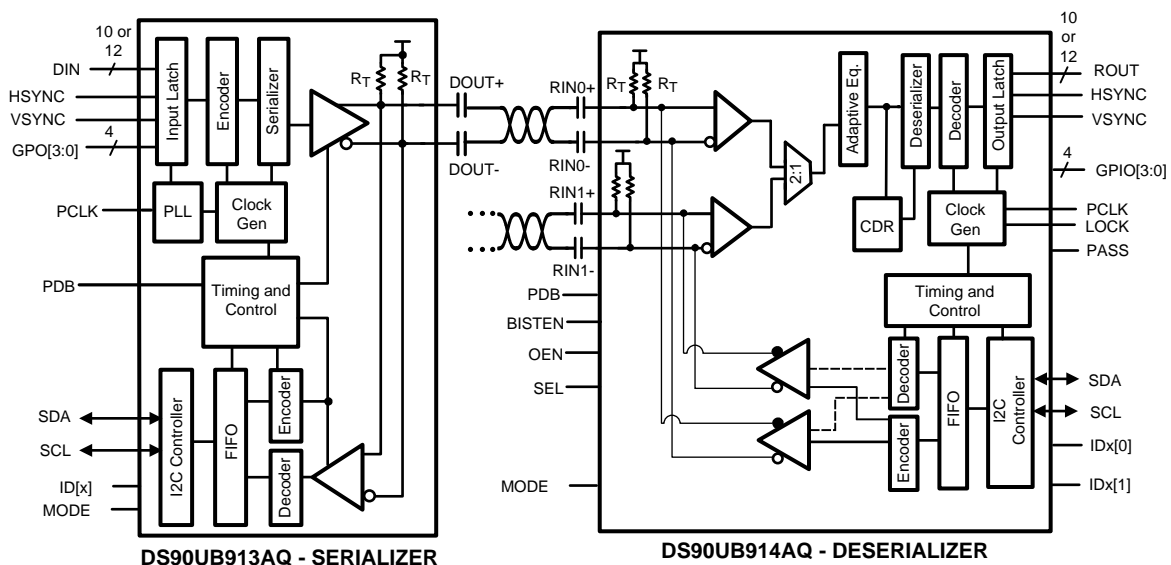 10 or
12
DIN
HSYNC
VSYNC
4
GPO[3:0]
PCLK
PDB
SDA
SCL
ID[x]
MODE
Input Latch
Encoder
Serializer
RT
RT
PLL
Clock
Gen
Timing and
Control
I2C Controller
FIFO
Encoder
Decoder
DOUT+
DOUT-
RIN0+
RIN0-
RIN1+
RIN1-
PDB
BISTEN
OEN
SEL
MODE
RT
RT
2:1
Adaptive Eq.
CDR
Deserializer
Decoder
Output Latch
Clock
Gen
Timing and
Control
Decoder
Encoder
FIFO
I2C
Controller
10
or
12
ROUT
HSYNC
VSYNC
4
GPIO[3:0]
PCLK
LOCK
PASS
SDA
SCL
IDx[0]
IDx[1]
DS90UB913AQ - SERIALIZER
DS90UB914AQ - DESERIALIZER